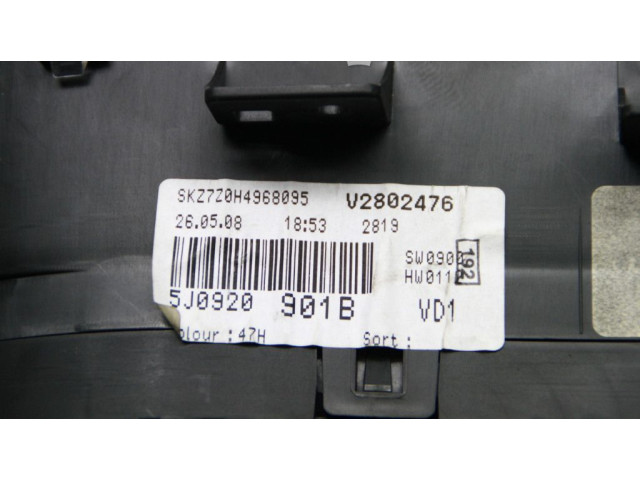 SKZ7Z0H4968095 V2802476
26.05.08 18:53 2819
SW090
HW011
192
5J0920 901B VD1
olour : 47H Sort :